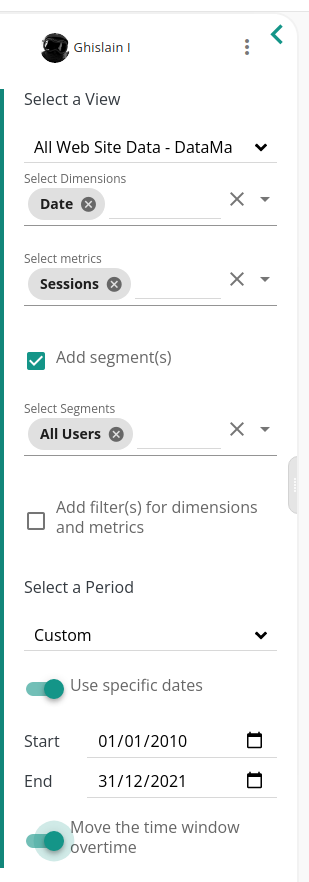 Ghislain I
Select a View
All Web Site Data - DataMa
Select Dimensions
Date
Select metrics
Sessions
Add segment(s)
Select Segments
All Users
Add filter(s) for dimensions
and metrics
Select a Period
Custom
Use specific dates
Start 01/01/2010
End 31/12/2021
Move the time window
overtime